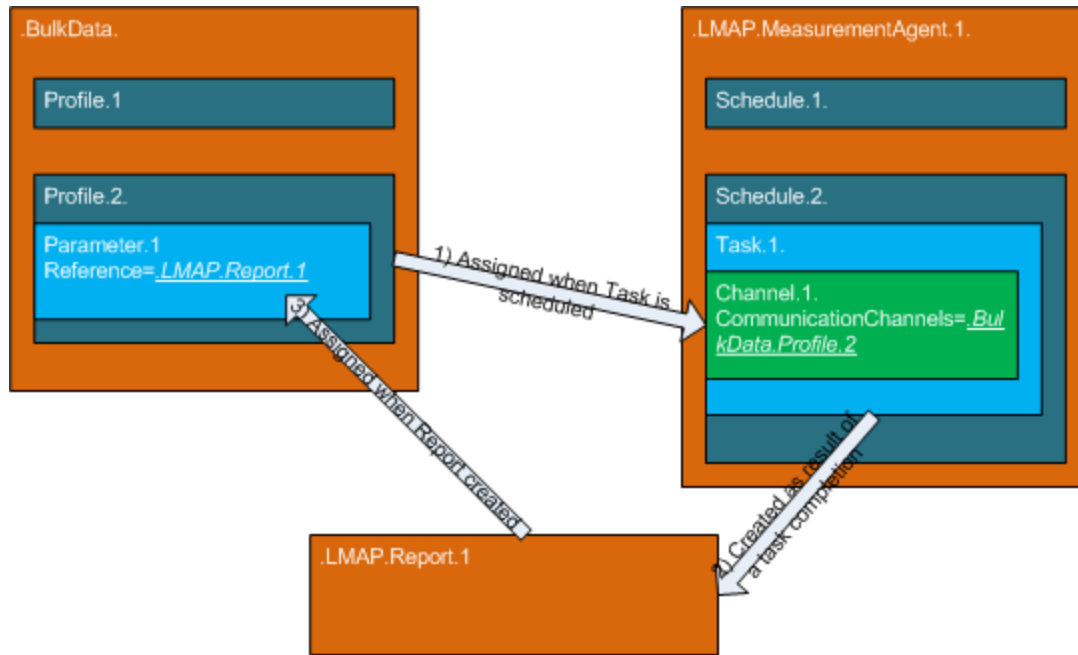 .BulkData.
Profile.1
Profile.2.
Parameter.1
Reference=.LMAP.Report.1
1) Assigned when Task is
scheduled
.LMAP.MeasurementAgent.1.
Schedule.1.
Schedule.2.
Task.1.
Channel.1.
CommunicationChannels=.Bul
kData.Profile.2
2) Created as result of
a task completion
3) Assigned when Report created
.LMAP.Report.1